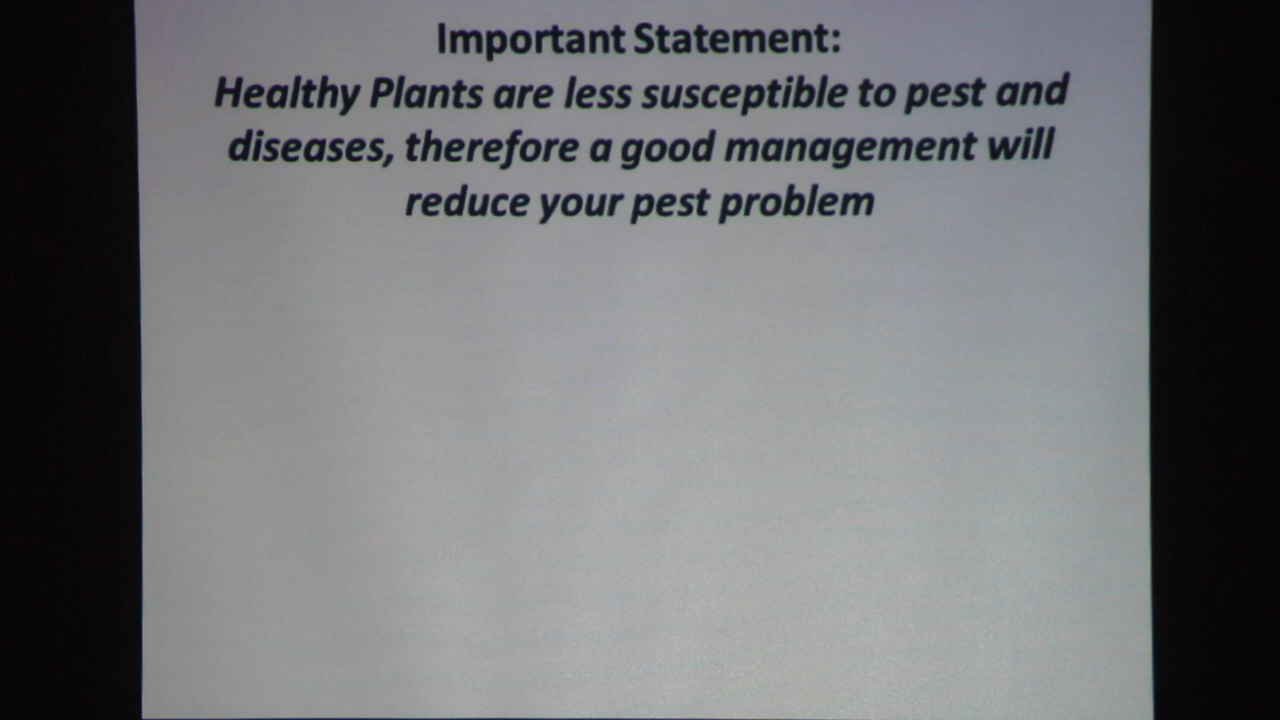 Important Statement:
Healthy Plants are less susceptible to pest and
diseases, therefore a good management will
reduce your pest problem